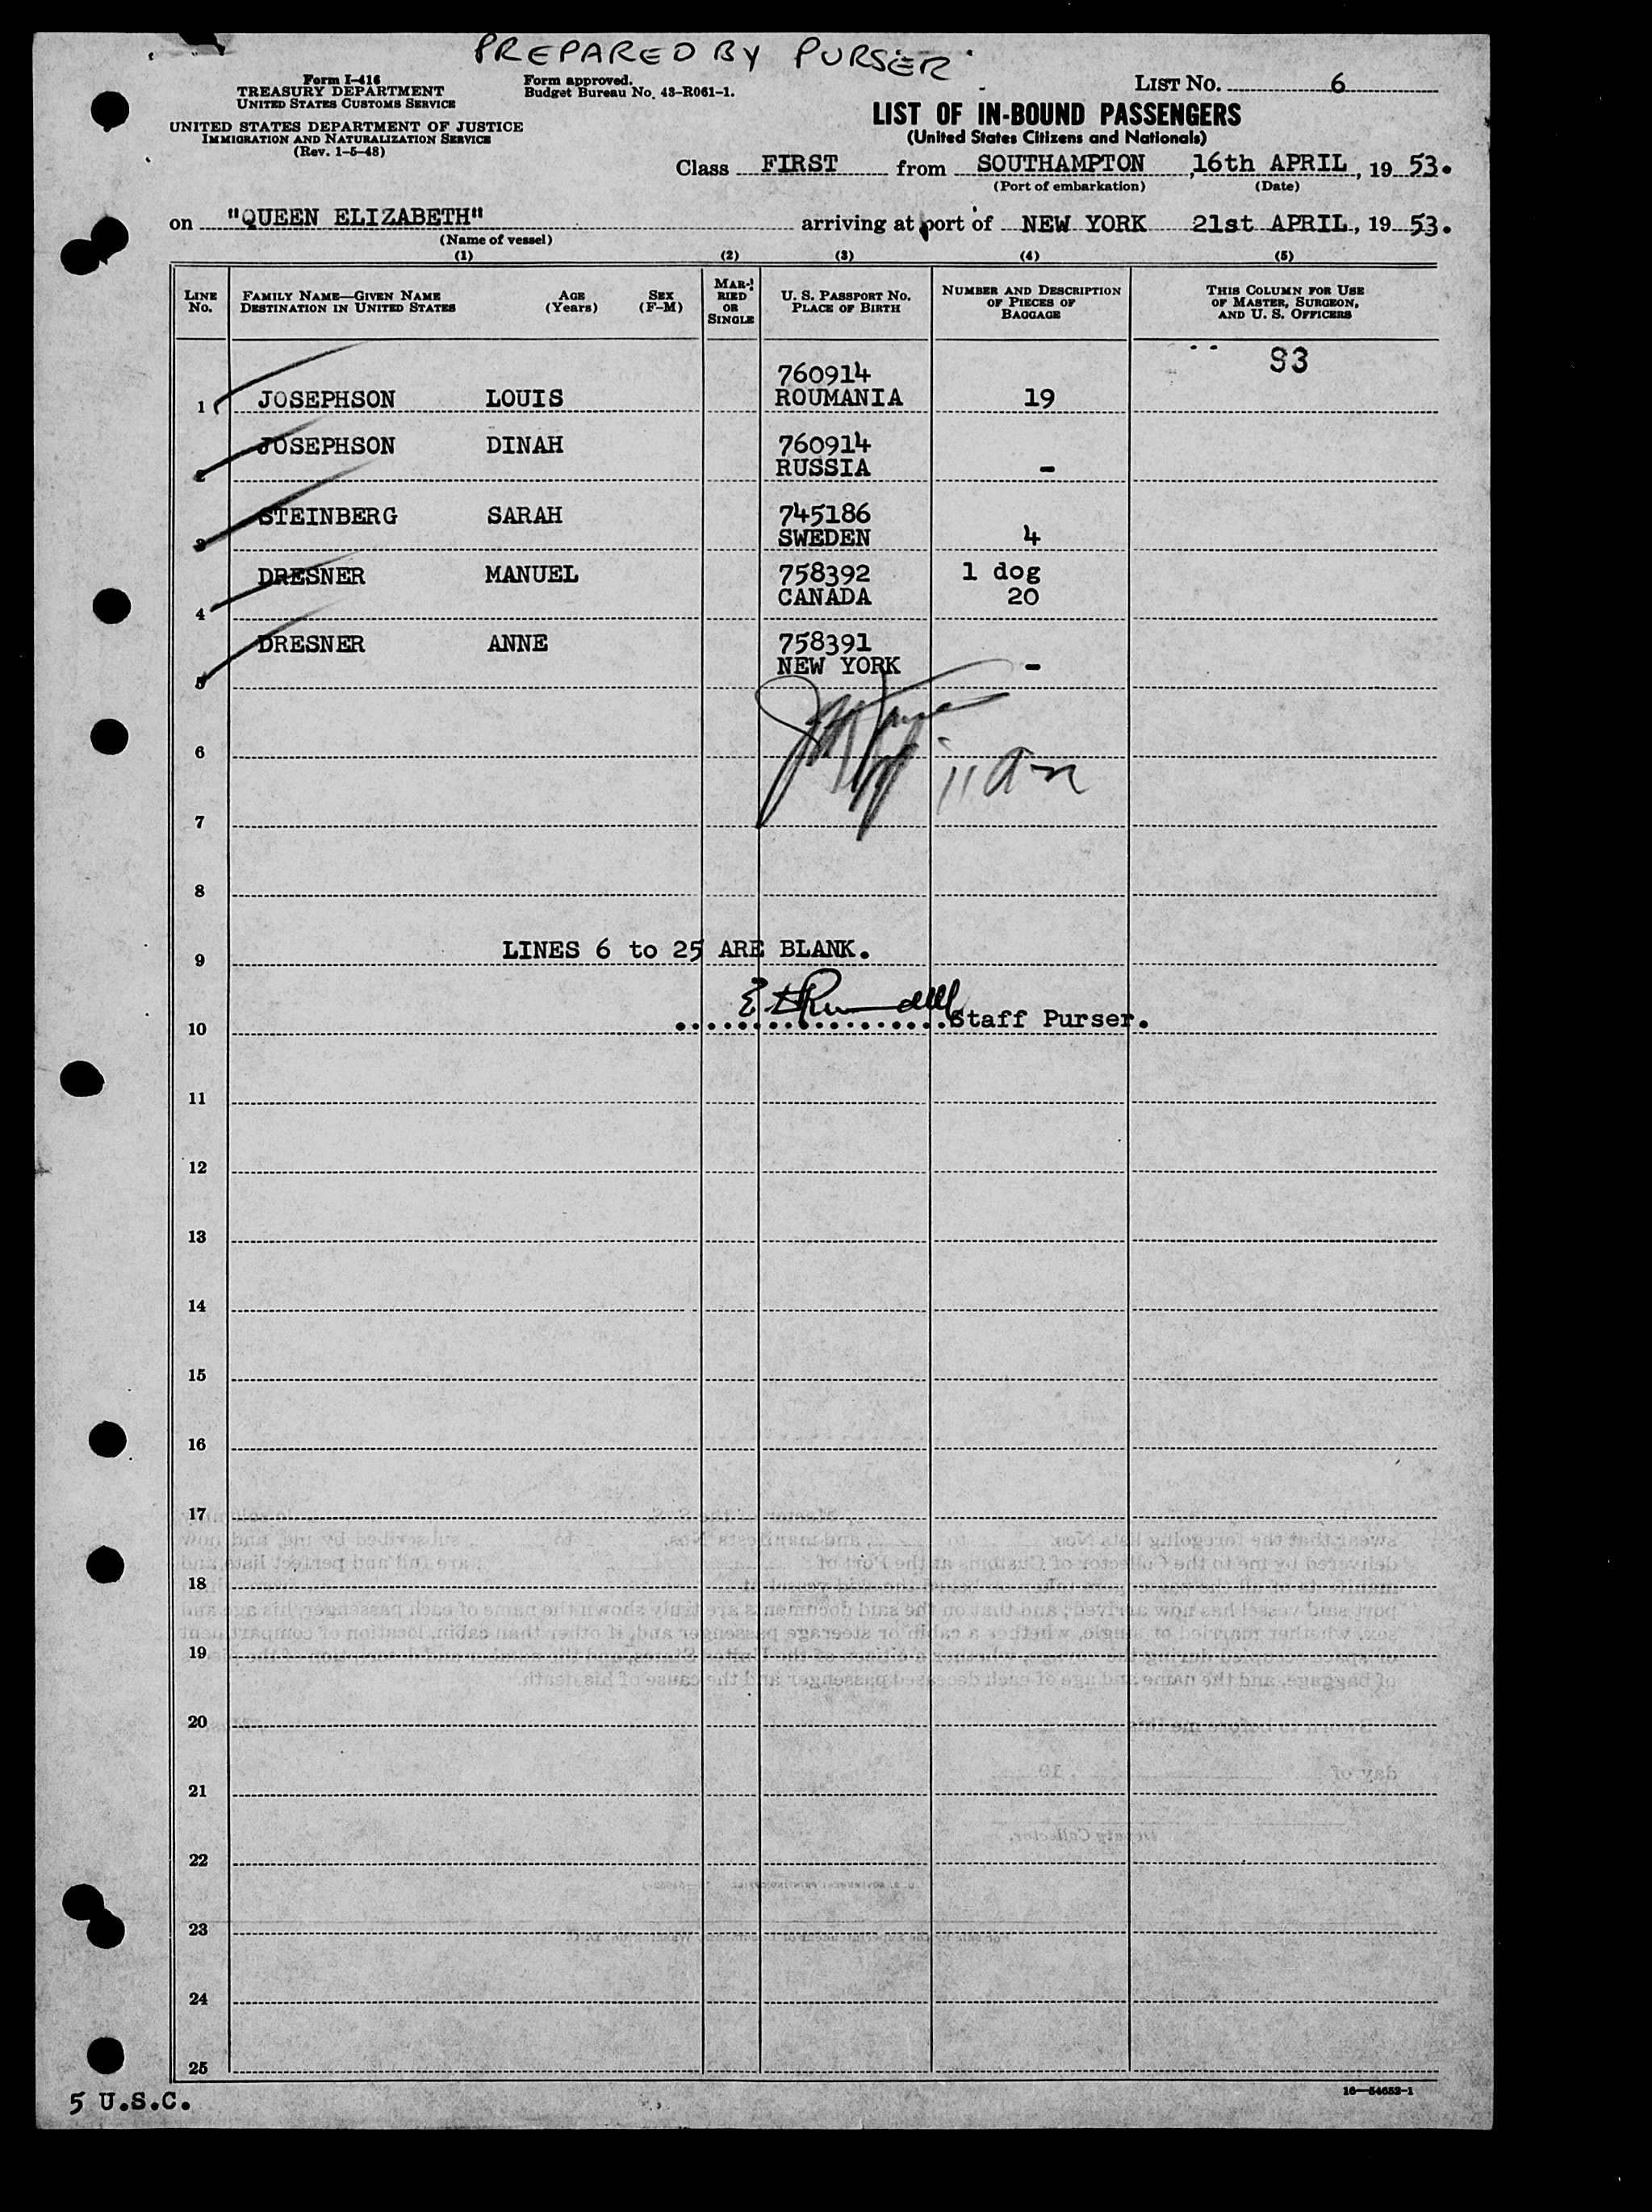 PREPARED BY PURSER
Form I-416
TREASURY DEPARTMENT
UNITED STATES CUSTOMS SERVICE
UNITED STATES DEPARTMENT OF JUSTICE
IMMIGRATION AND NATURALIZATION SERVICE
(Rev. 1-5-48)
Form approved.
Budget Bureau No. 43-R061-1.
LIST No. 6
LIST OF IN-BOUND PASSENGERS
(United States Citizens and Nationals)
Class FIRST from SOUTHAMPTON, 16th APRIL, 19 53.
(Port of embarkation) (Date)
on "QUEEN ELIZABETH" arriving at port of NEW YORK 21st APRIL, 19 53.
(Name of vessel)
(1) (2) (3) (4) (5)
LINE No.
FAMILY NAME—GIVEN NAME AGE SEX
DESTINATION IN UNITED STATES (Years) (F-M)
MARRIED OR SINGLE
U. S. PASSPORT No.
PLACE OF BIRTH
NUMBER AND DESCRIPTION
OF PIECES OF
BAGGAGE
THIS COLUMN FOR USE
OF MASTER, SURGEON,
AND U. S. OFFICERS
93
760914
1 JOSEPHSON LOUIS ROUMANIA 19
JOSEPHSON DINAH 760914
2 RUSSIA -
STEINBERG SARAH 745186
3 SWEDEN 4
DRESNER MANUEL 758392 1 dog
4 CANADA 20
DRESNER ANNE 758391
5 NEW YORK -
6
7
8
LINES 6 to 25 ARE BLANK.
9
Staff Purser.
10
11
12
13
14
15
16
17
18
19
20
21
22
23
24
25
16—54652-1
5 U.S.C.